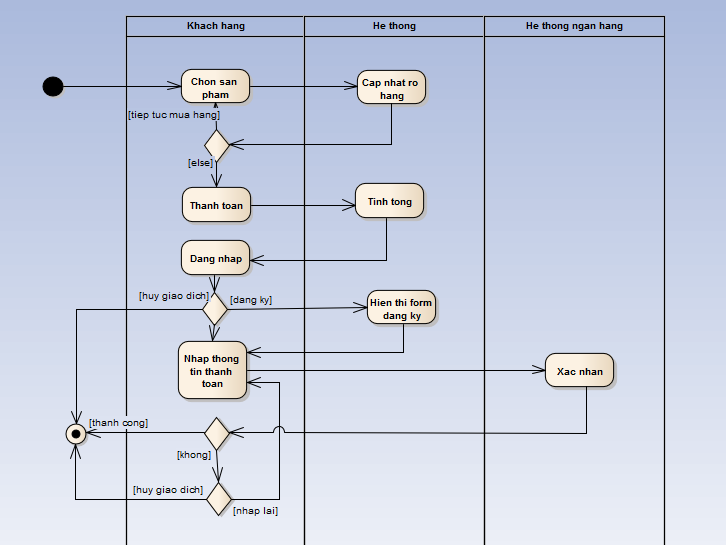 Khach hang
He thong
He thong ngan hang
Chon san
pham
Cap nhat ro
hang
[tiep tuc mua hang]
[else]
Thanh toan
Tinh tong
Dang nhap
[huy giao dich]
[dang ky]
Hien thi form
dang ky
Nhap thong
tin thanh
toan
Xac nhan
[thanh cong]
[khong]
[huy giao dich]
[nhap lai]